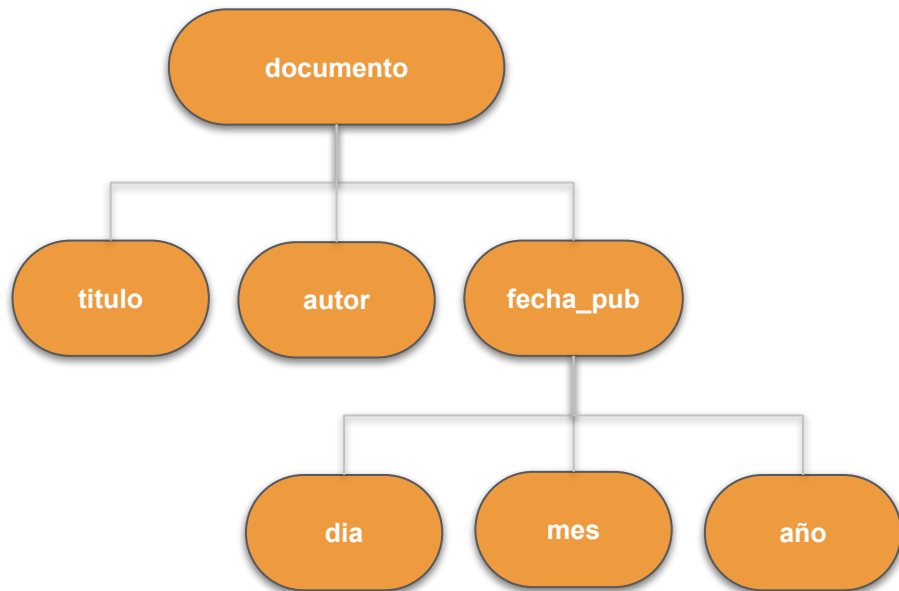 documento
titulo
autor
fecha_pub
dia
mes
año